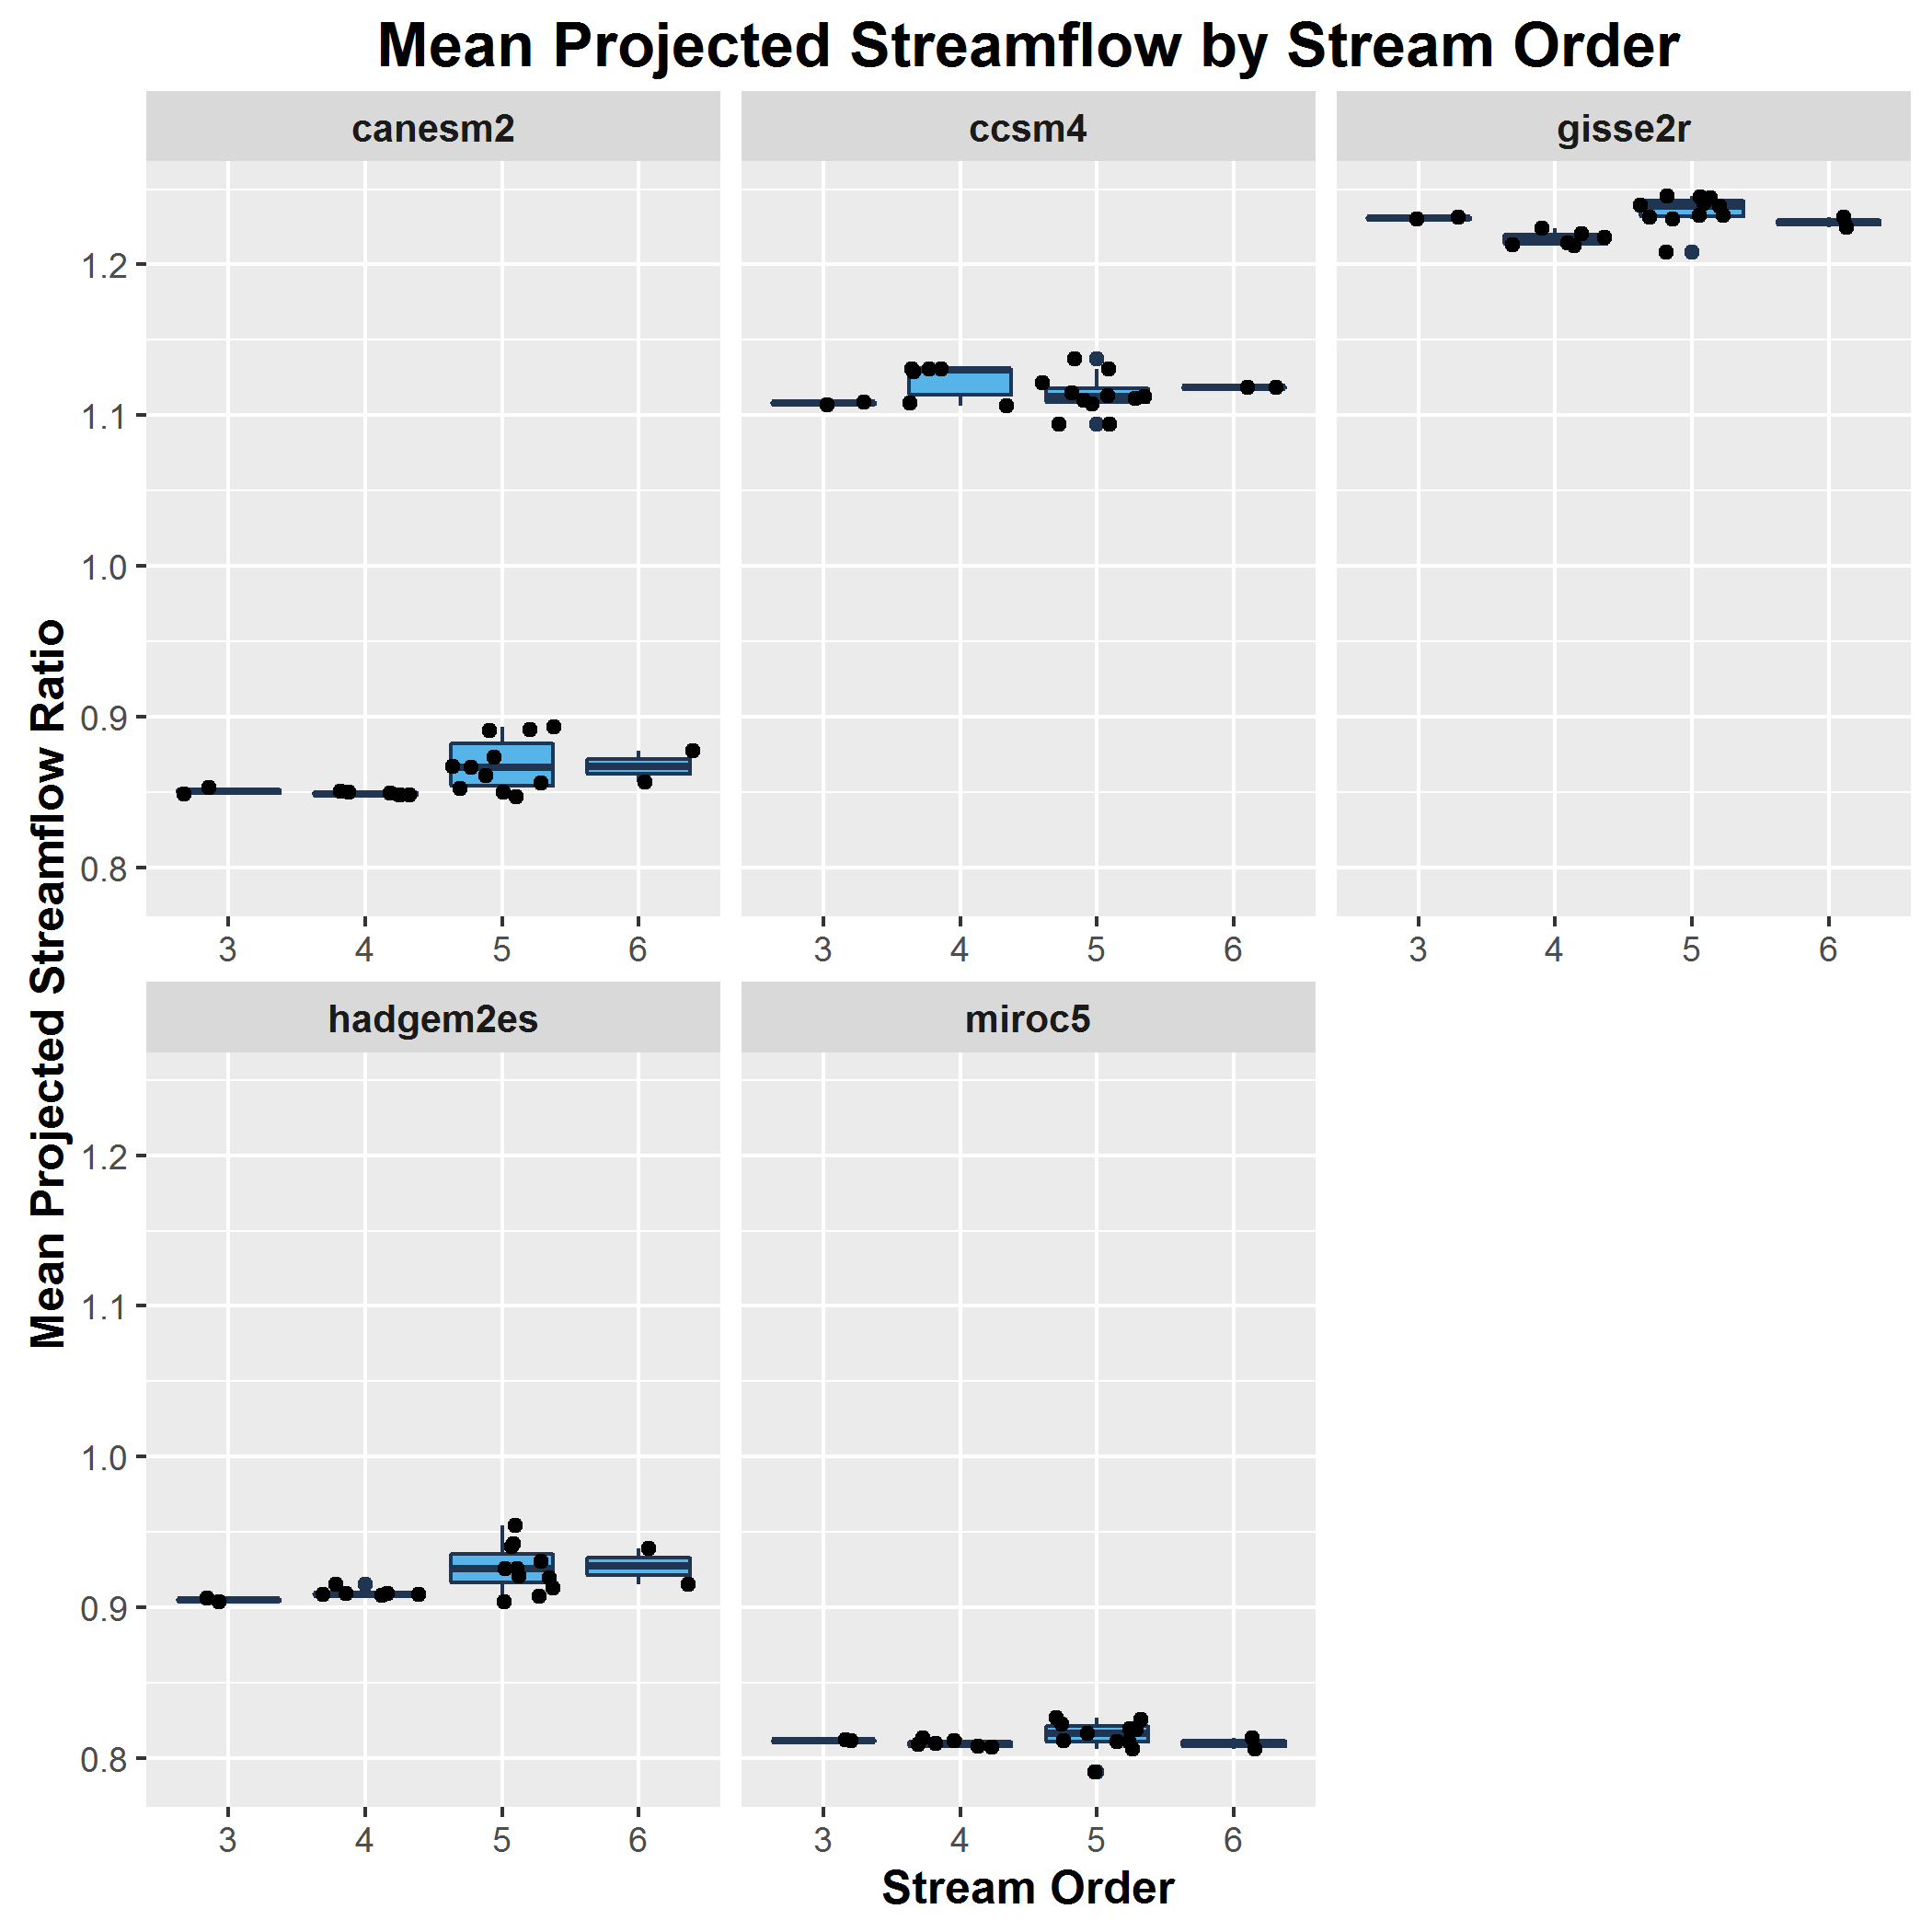 Mean Projected Streamflow by Stream Order
canesm2
ccsm4
gisse2r
1.2
1.1
1.0
0.9
0.8
3 4 5 6
3 4 5 6
3 4 5 6
Mean Projected Streamflow Ratio
hadgem2es
miroc5
1.2
1.1
1.0
0.9
0.8
3 4 5 6
3 4 5 6
Stream Order